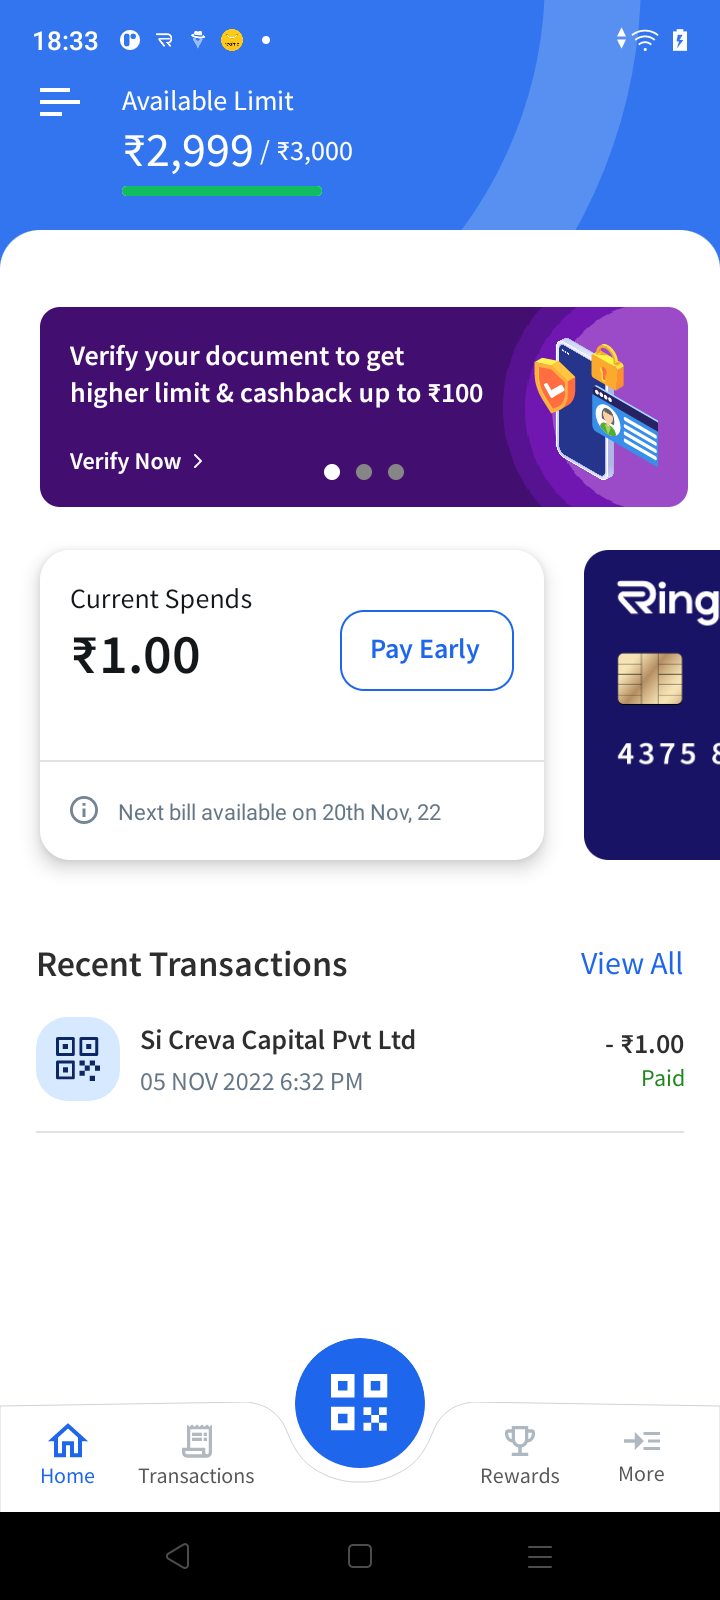 18:33
Available Limit
₹2,999 / ₹3,000
Verify your document to get
higher limit & cashback up to ₹100
Verify Now
Current Spends
₹1.00
Pay Early
Next bill available on 20th Nov, 22
Ring
4375 8
Recent Transactions
View All
Si Creva Capital Pvt Ltd
- ₹1.00
05 NOV 2022 6:32 PM
Paid
Home
Transactions
Rewards
More